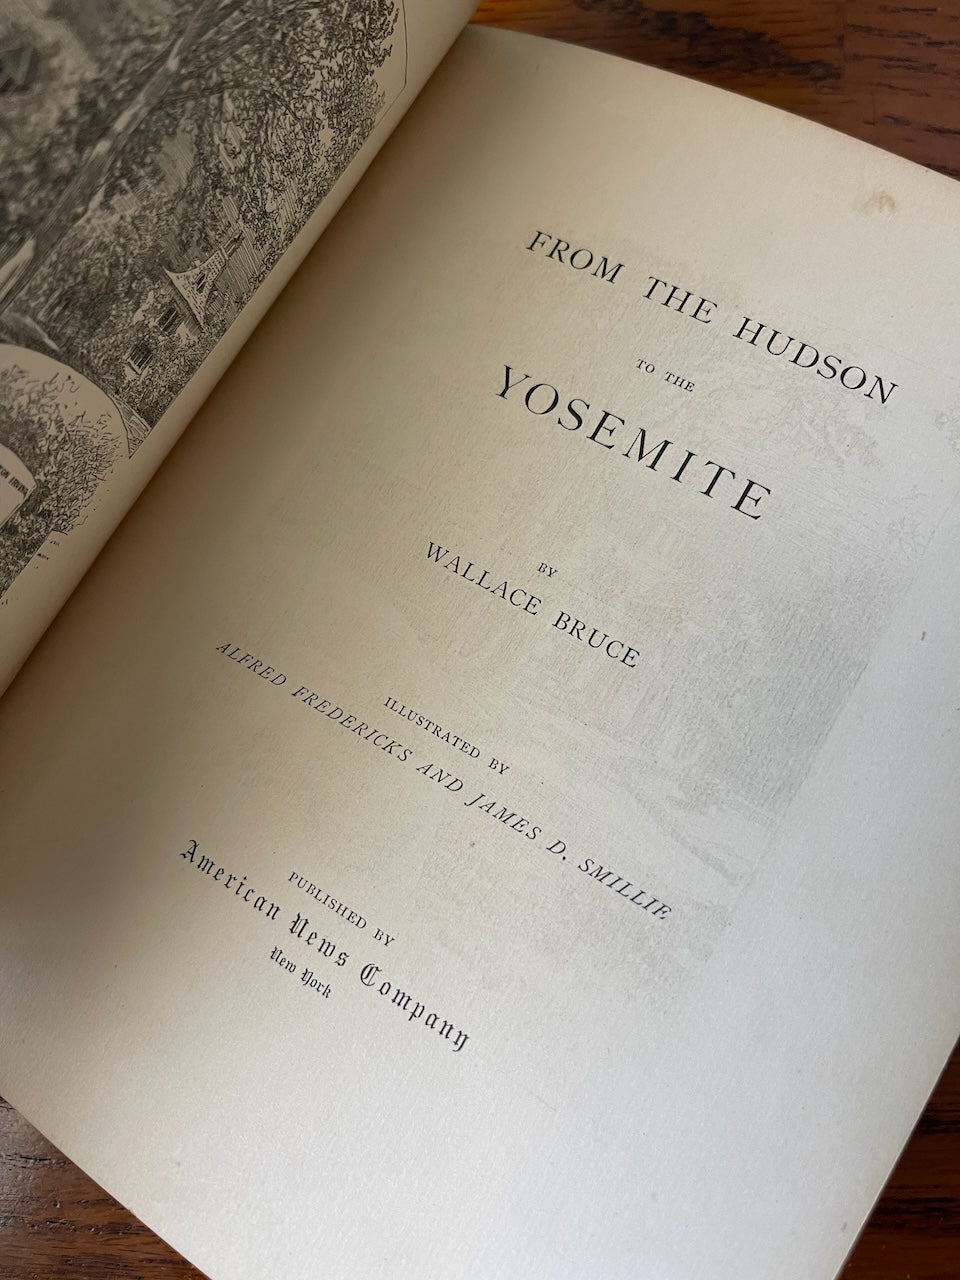 FROM THE HUDSON
TO THE
YOSEMITE
BY
WALLACE BRUCE
ILLUSTRATED BY
ALFRED FREDERICKS AND JAMES D. SMILLIE
PUBLISHED BY
American News Company
New York